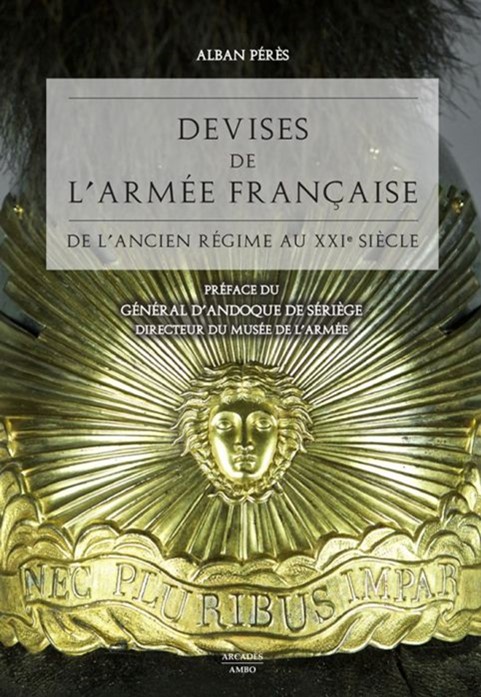 ALBAN PÉRÈS
DEVISES
DE
L'ARMÉE FRANÇAISE
DE L'ANCIEN RÉGIME AU XXIe SIÈCLE
PRÉFACE DU
GÉNÉRAL D'ANDOQUE DE SÉRIÈGE
DIRECTEUR DU MUSÉE DE L'ARMÉE
NEC PLURIBUS IMPAR
ARCADÈS
AMBO